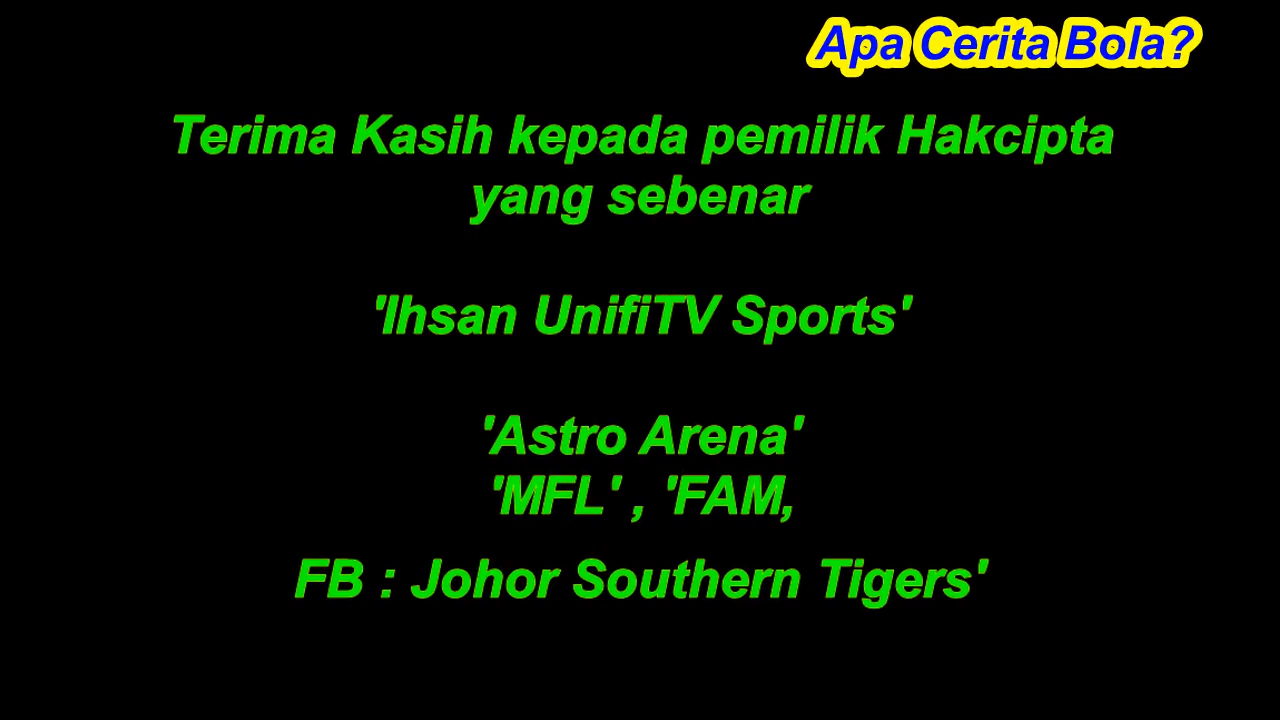 Apa Cerita Bola?
Terima Kasih kepada pemilik Hakcipta
yang sebenar
'Ihsan UnifiTV Sports'
'Astro Arena'
'MFL' , 'FAM,
FB : Johor Southern Tigers'